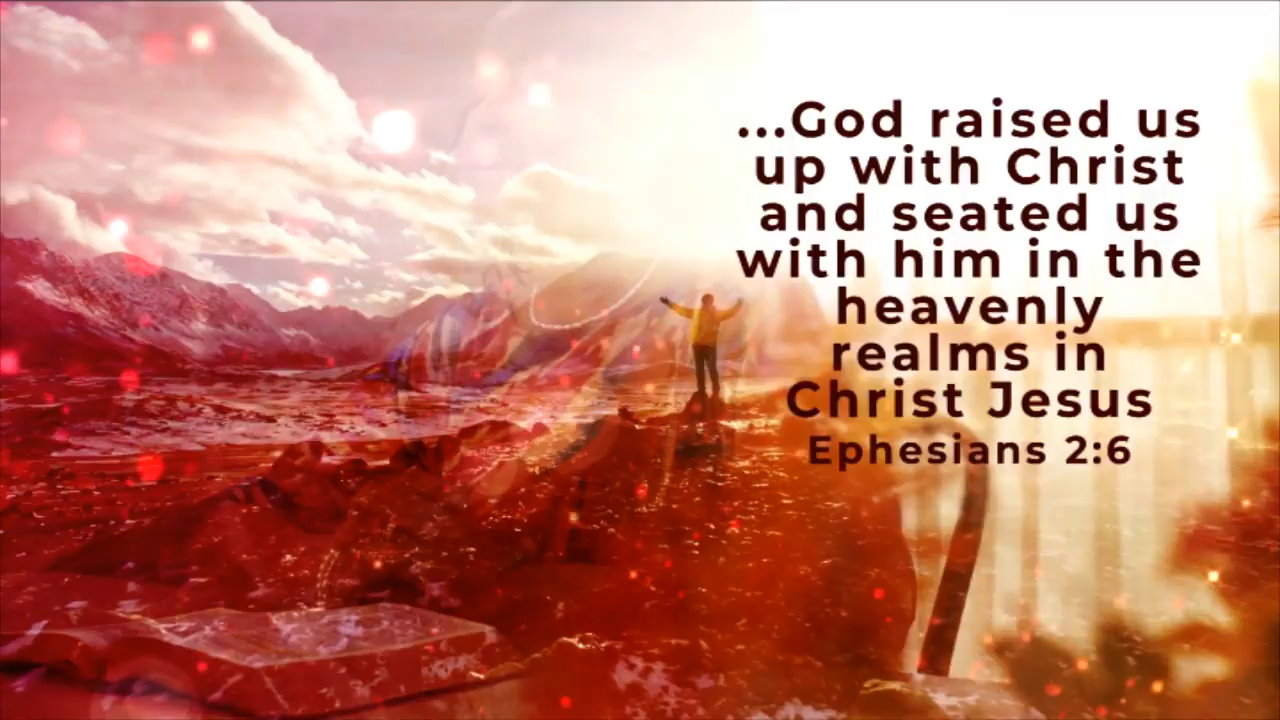 ...God raised us
up with Christ
and seated us
with him in the
heavenly
realms in
Christ Jesus
Ephesians 2:6